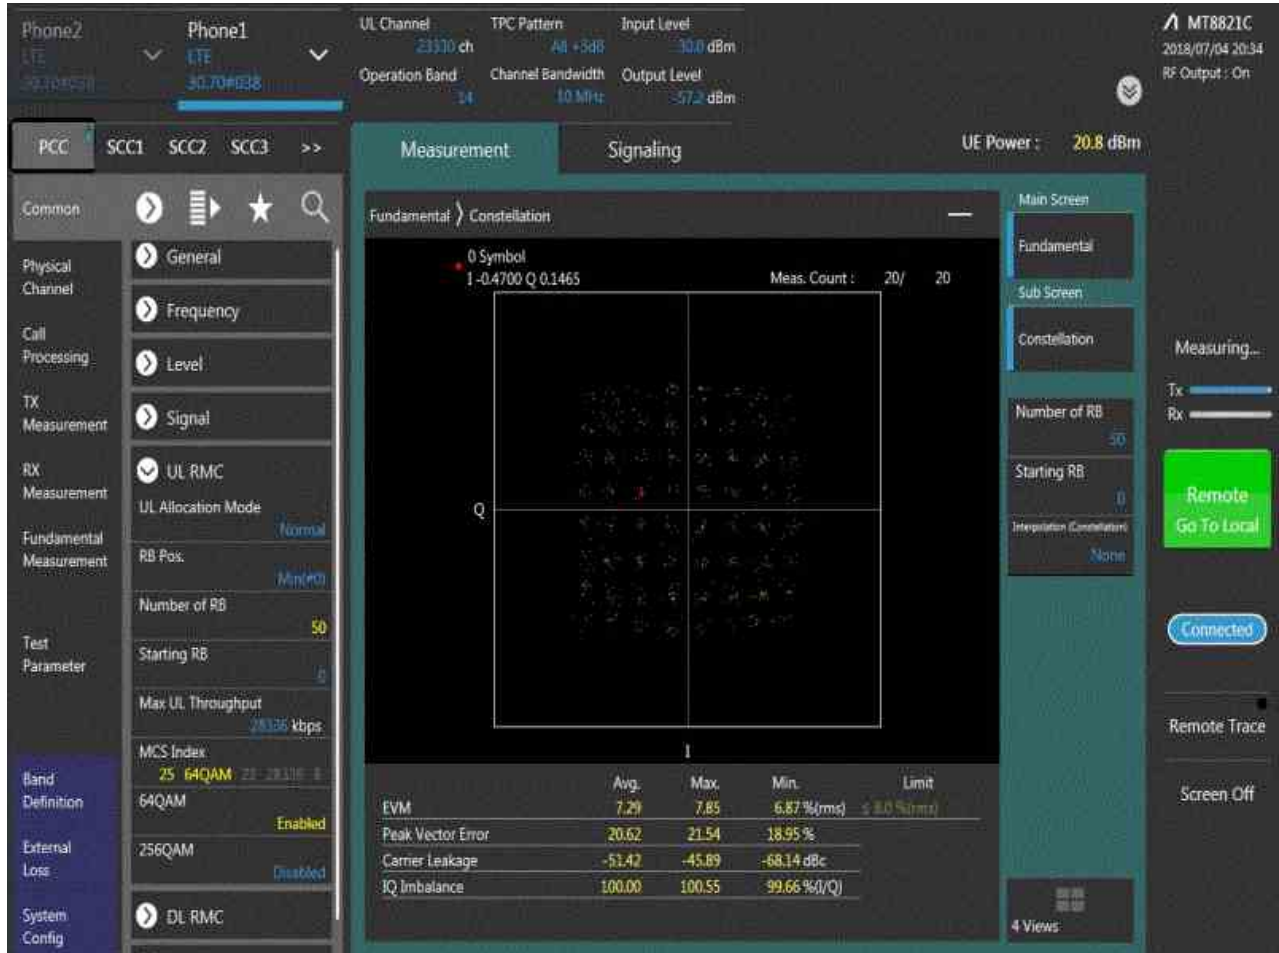 Phone2
LTE
30.70#038
Phone1
LTE
30.70#038
UL Channel
23330 ch
TPC Pattern
All +3dB
Input Level
30.0 dBm
Operation Band
14
Channel Bandwidth
10 MHz
Output Level
-57.2 dBm
MT8821C
2018/07/04 20:34
RF Output : On
PCC
SCC1
SCC2
SCC3
>>
Measurement
Signaling
UE Power : 20.8 dBm
Common
Physical
Channel
Call
Processing
TX
Measurement
RX
Measurement
Fundamental
Measurement
Test
Parameter
Band
Definition
External
Loss
System
Config
General
Frequency
Level
Signal
UL RMC
UL Allocation Mode
Normal
RB Pos.
Min(#0)
Number of RB
50
Starting RB
0
Max UL Throughput
28336 kbps
MCS Index
25 64QAM
64QAM
Enabled
256QAM
Disabled
DL RMC
Fundamental > Constellation
0 Symbol
I -0.4700 Q 0.1465
Meas. Count : 20/ 20
Q
I
Avg. Max. Min. Limit
EVM 7.29 7.85 6.87 %(rms) ≤ 8.0 %(rms)
Peak Vector Error 20.62 21.54 18.95 %
Carrier Leakage -51.42 -45.89 -68.14 dBc
IQ Imbalance 100.00 100.55 99.66 %(I/Q)
Main Screen
Fundamental
Sub Screen
Constellation
Number of RB
50
Starting RB
0
Interpolation (Constellation)
None
4 Views
Measuring...
Tx
Rx
Remote
Go To Local
Connected
Remote Trace
Screen Off